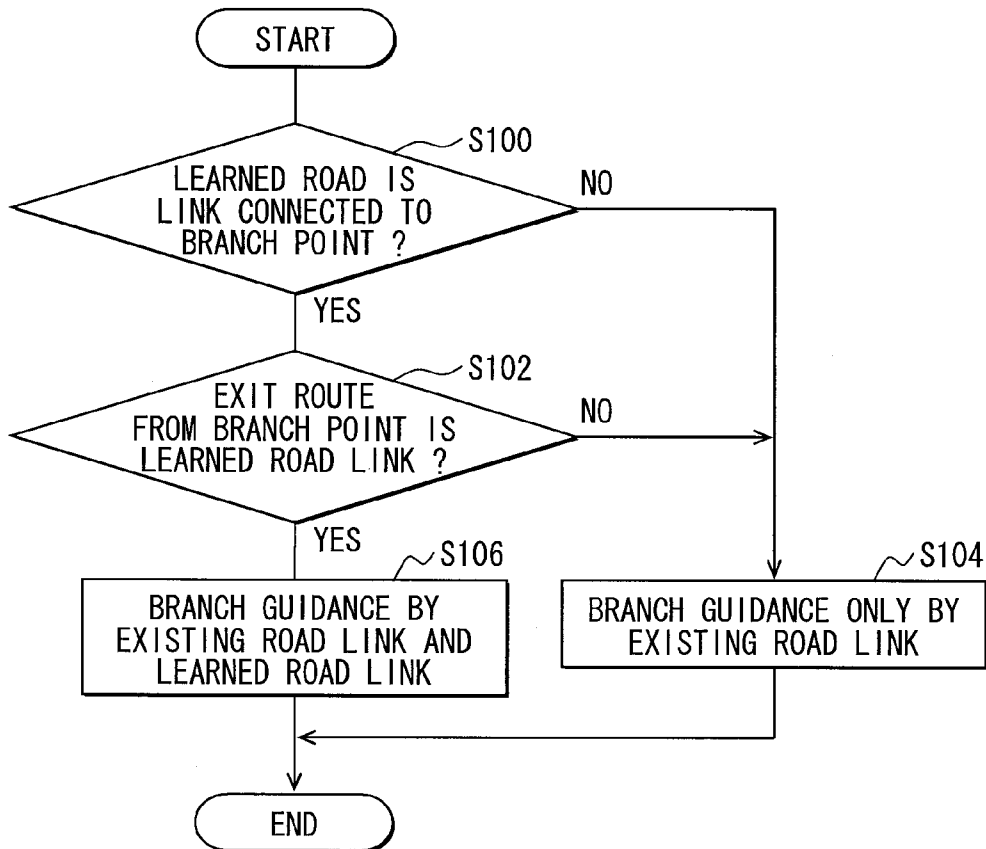 START
S100
LEARNED ROAD IS
LINK CONNECTED TO
BRANCH POINT ?
NO
YES
S102
EXIT ROUTE
FROM BRANCH POINT IS
LEARNED ROAD LINK ?
NO
YES
S106
BRANCH GUIDANCE BY
EXISTING ROAD LINK AND
LEARNED ROAD LINK
S104
BRANCH GUIDANCE ONLY BY
EXISTING ROAD LINK
END